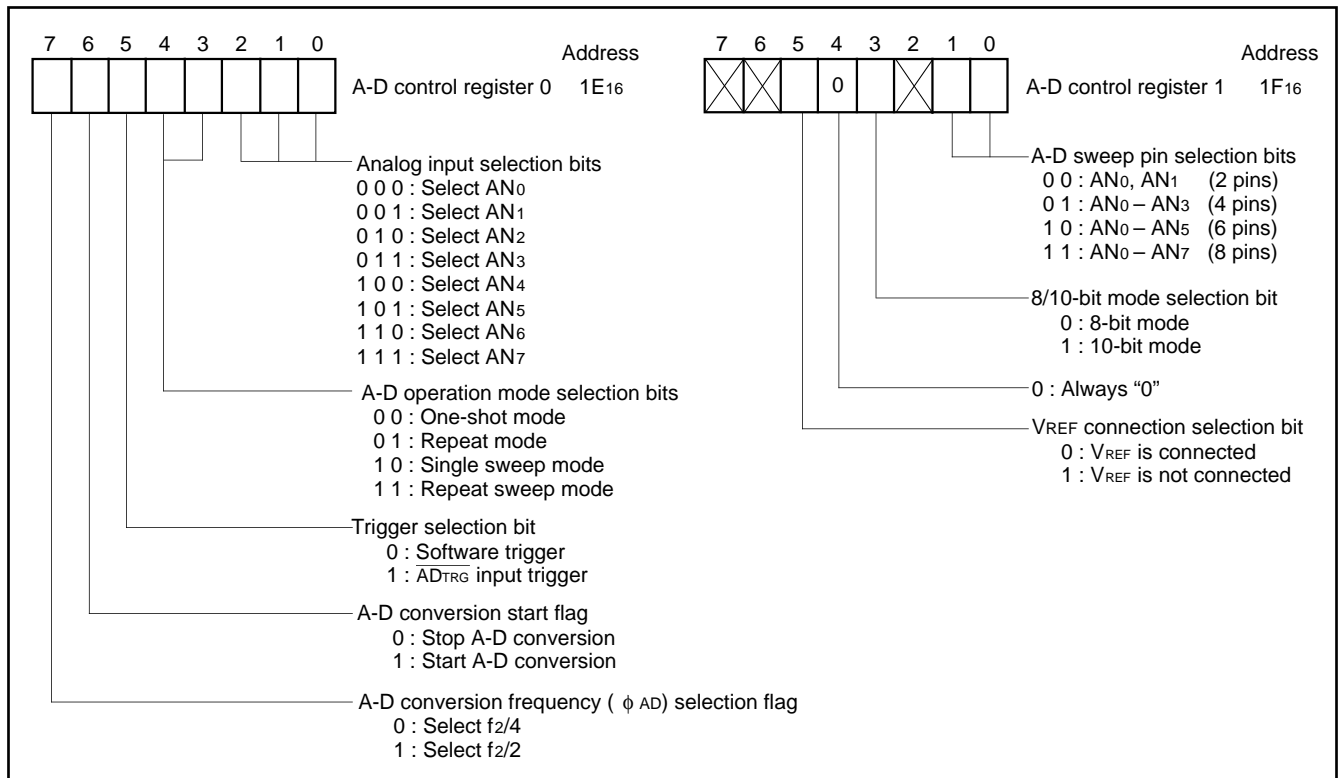 7 6 5 4 3 2 1 0
Address
A-D control register 0 1E16
Analog input selection bits
0 0 0 : Select AN0
0 0 1 : Select AN1
0 1 0 : Select AN2
0 1 1 : Select AN3
1 0 0 : Select AN4
1 0 1 : Select AN5
1 1 0 : Select AN6
1 1 1 : Select AN7
A-D operation mode selection bits
0 0 : One-shot mode
0 1 : Repeat mode
1 0 : Single sweep mode
1 1 : Repeat sweep mode
Trigger selection bit
0 : Software trigger
1 : ADTRG input trigger
A-D conversion start flag
0 : Stop A-D conversion
1 : Start A-D conversion
A-D conversion frequency ( ϕ AD) selection flag
0 : Select f2/4
1 : Select f2/2
7 6 5 4 3 2 1 0
Address
0
A-D control register 1 1F16
A-D sweep pin selection bits
0 0 : AN0, AN1 (2 pins)
0 1 : AN0 – AN3 (4 pins)
1 0 : AN0 – AN5 (6 pins)
1 1 : AN0 – AN7 (8 pins)
8/10-bit mode selection bit
0 : 8-bit mode
1 : 10-bit mode
0 : Always “0”
VREF connection selection bit
0 : VREF is connected
1 : VREF is not connected